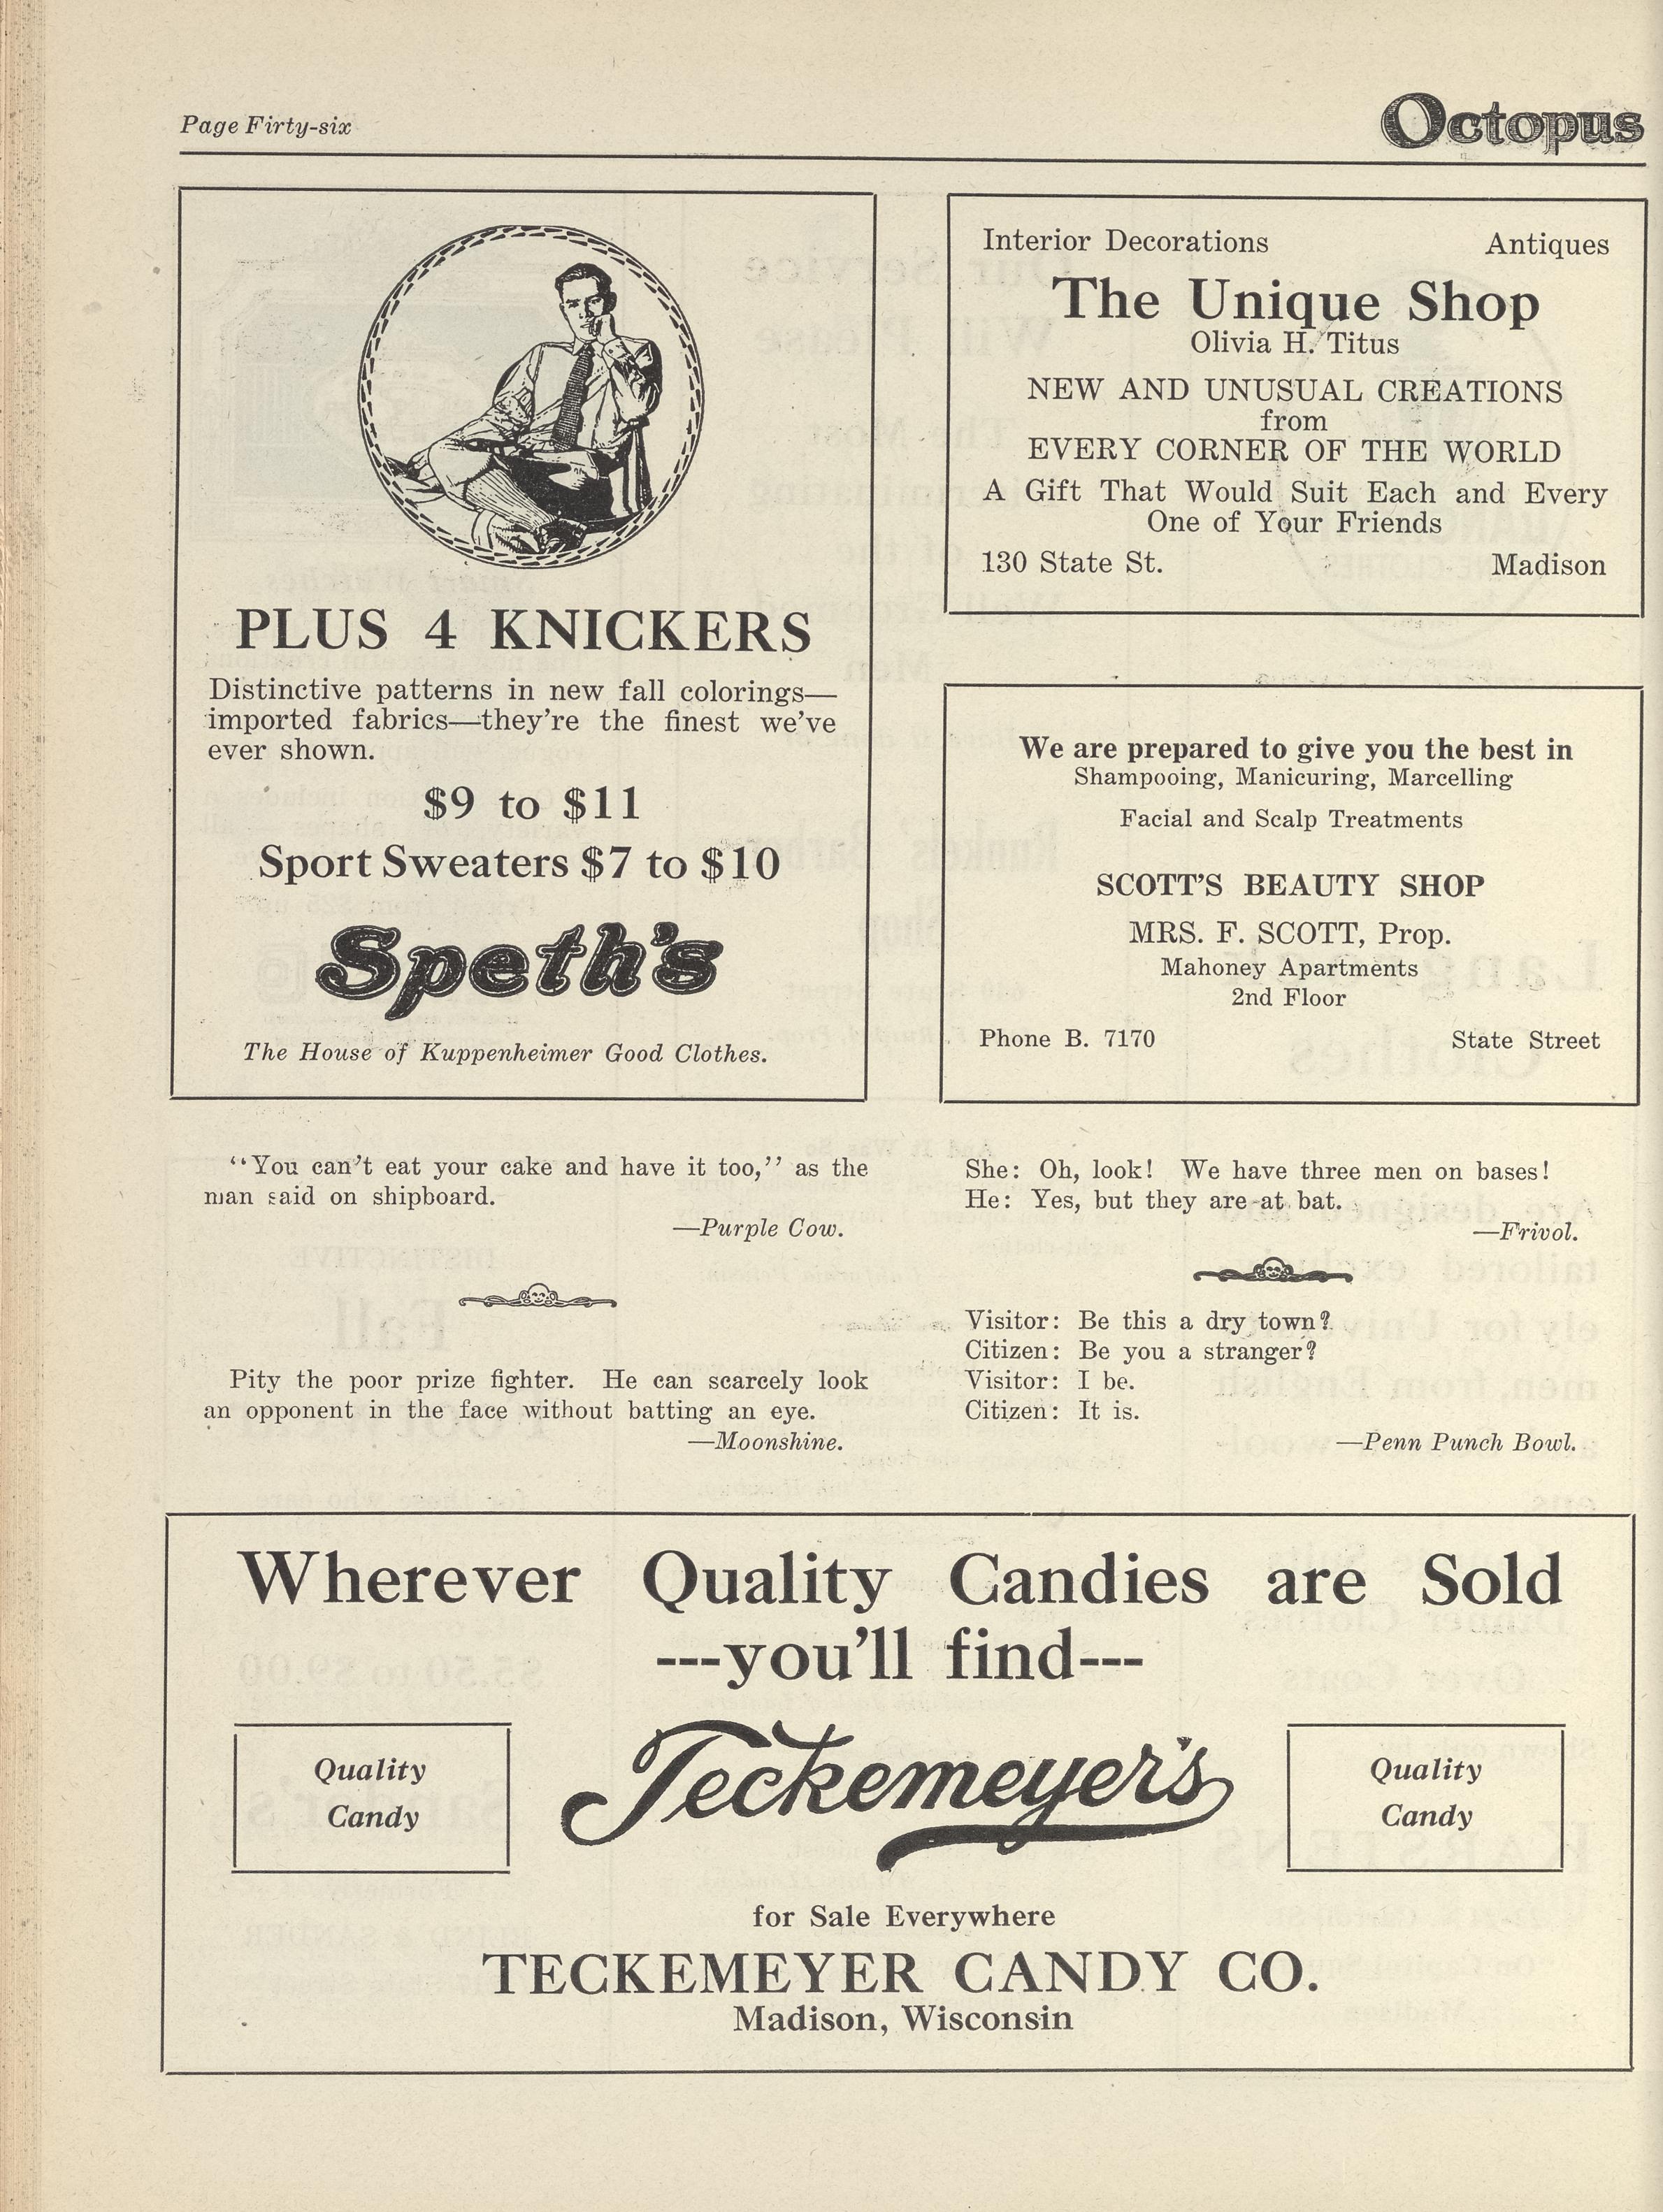 Page Firty-six
Octopus
PLUS 4 KNICKERS
Distinctive patterns in new fall colorings—
imported fabrics—they're the finest we've
ever shown.
$9 to $11
Sport Sweaters $7 to $10
Speth's
The House of Kuppenheimer Good Clothes.
Interior Decorations Antiques
The Unique Shop
Olivia H. Titus
NEW AND UNUSUAL CREATIONS
from
EVERY CORNER OF THE WORLD
A Gift That Would Suit Each and Every
One of Your Friends
130 State St. Madison
We are prepared to give you the best in
Shampooing, Manicuring, Marcelling
Facial and Scalp Treatments
SCOTT'S BEAUTY SHOP
MRS. F. SCOTT, Prop.
Mahoney Apartments
2nd Floor
Phone B. 7170 State Street
"You can't eat your cake and have it too," as the
man said on shipboard.
—Purple Cow.
Pity the poor prize fighter. He can scarcely look
an opponent in the face without batting an eye.
—Moonshine.
She: Oh, look! We have three men on bases!
He: Yes, but they are at bat.
—Frivol.
Visitor: Be this a dry town?
Citizen: Be you a stranger?
Visitor: I be.
Citizen: It is.
—Penn Punch Bowl.
Wherever Quality Candies are Sold
---you'll find---
Quality
Candy
Teckemeyer's
Quality
Candy
for Sale Everywhere
TECKEMEYER CANDY CO.
Madison, Wisconsin